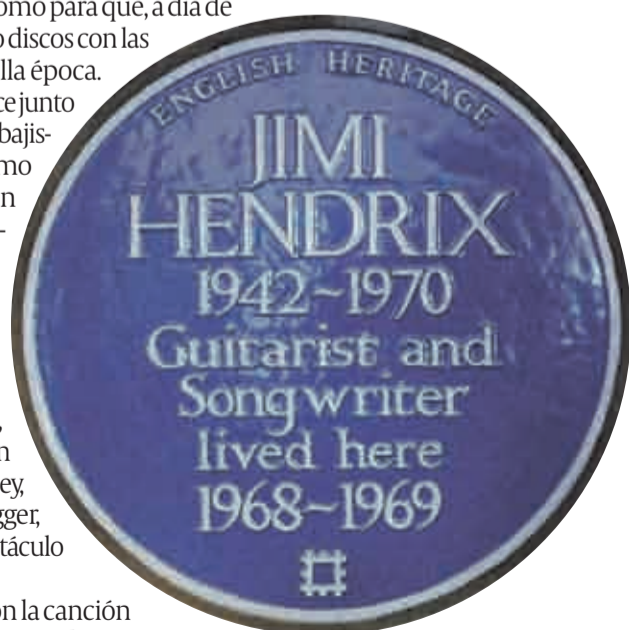 omo para que, a día de
o discos con las
lla época.
ce junto
bajis-
mo
n
-
,
n
ey,
gger,
táculo
on la canción
ENGLISH HERITAGE
JIMI
HENDRIX
1942~1970
Guitarist and
Songwriter
lived here
1968~1969